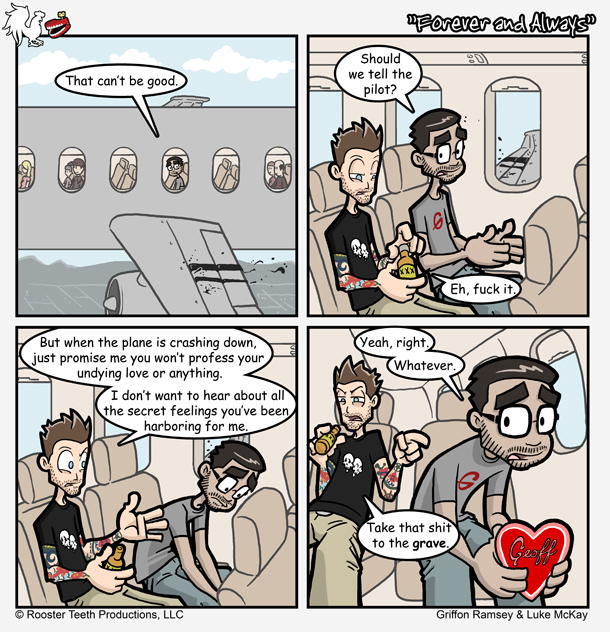 "Forever and Always"
That can't be good.
Should
we tell the
pilot?
XXX
Eh, fuck it.
But when the plane is crashing down,
just promise me you won't profess your
undying love or anything.
I don't want to hear about all
the secret feelings you've been
harboring for me.
Yeah, right.
Whatever.
Take that shit
to the grave.
Geoff
© Rooster Teeth Productions, LLC
Griffon Ramsey & Luke McKay